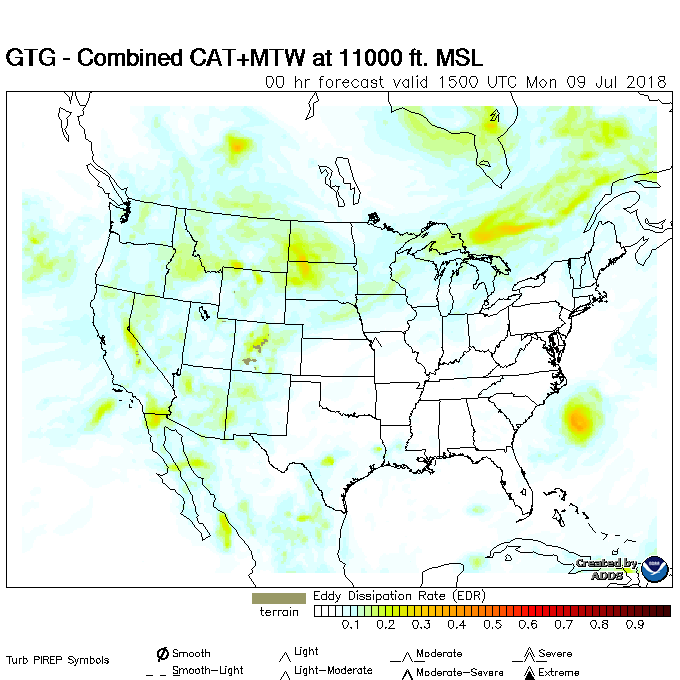 GTG - Combined CAT+MTW at 11000 ft. MSL
00 hr forecast valid 1500 UTC Mon 09 Jul 2018
Created by
ADDS
terrain
Eddy Dissipation Rate (EDR)
0.1 0.2 0.3 0.4 0.5 0.6 0.7 0.8 0.9
Turb PIREP Symbols
Smooth Light Moderate Severe
Smooth-Light Light-Moderate Moderate-Severe Extreme